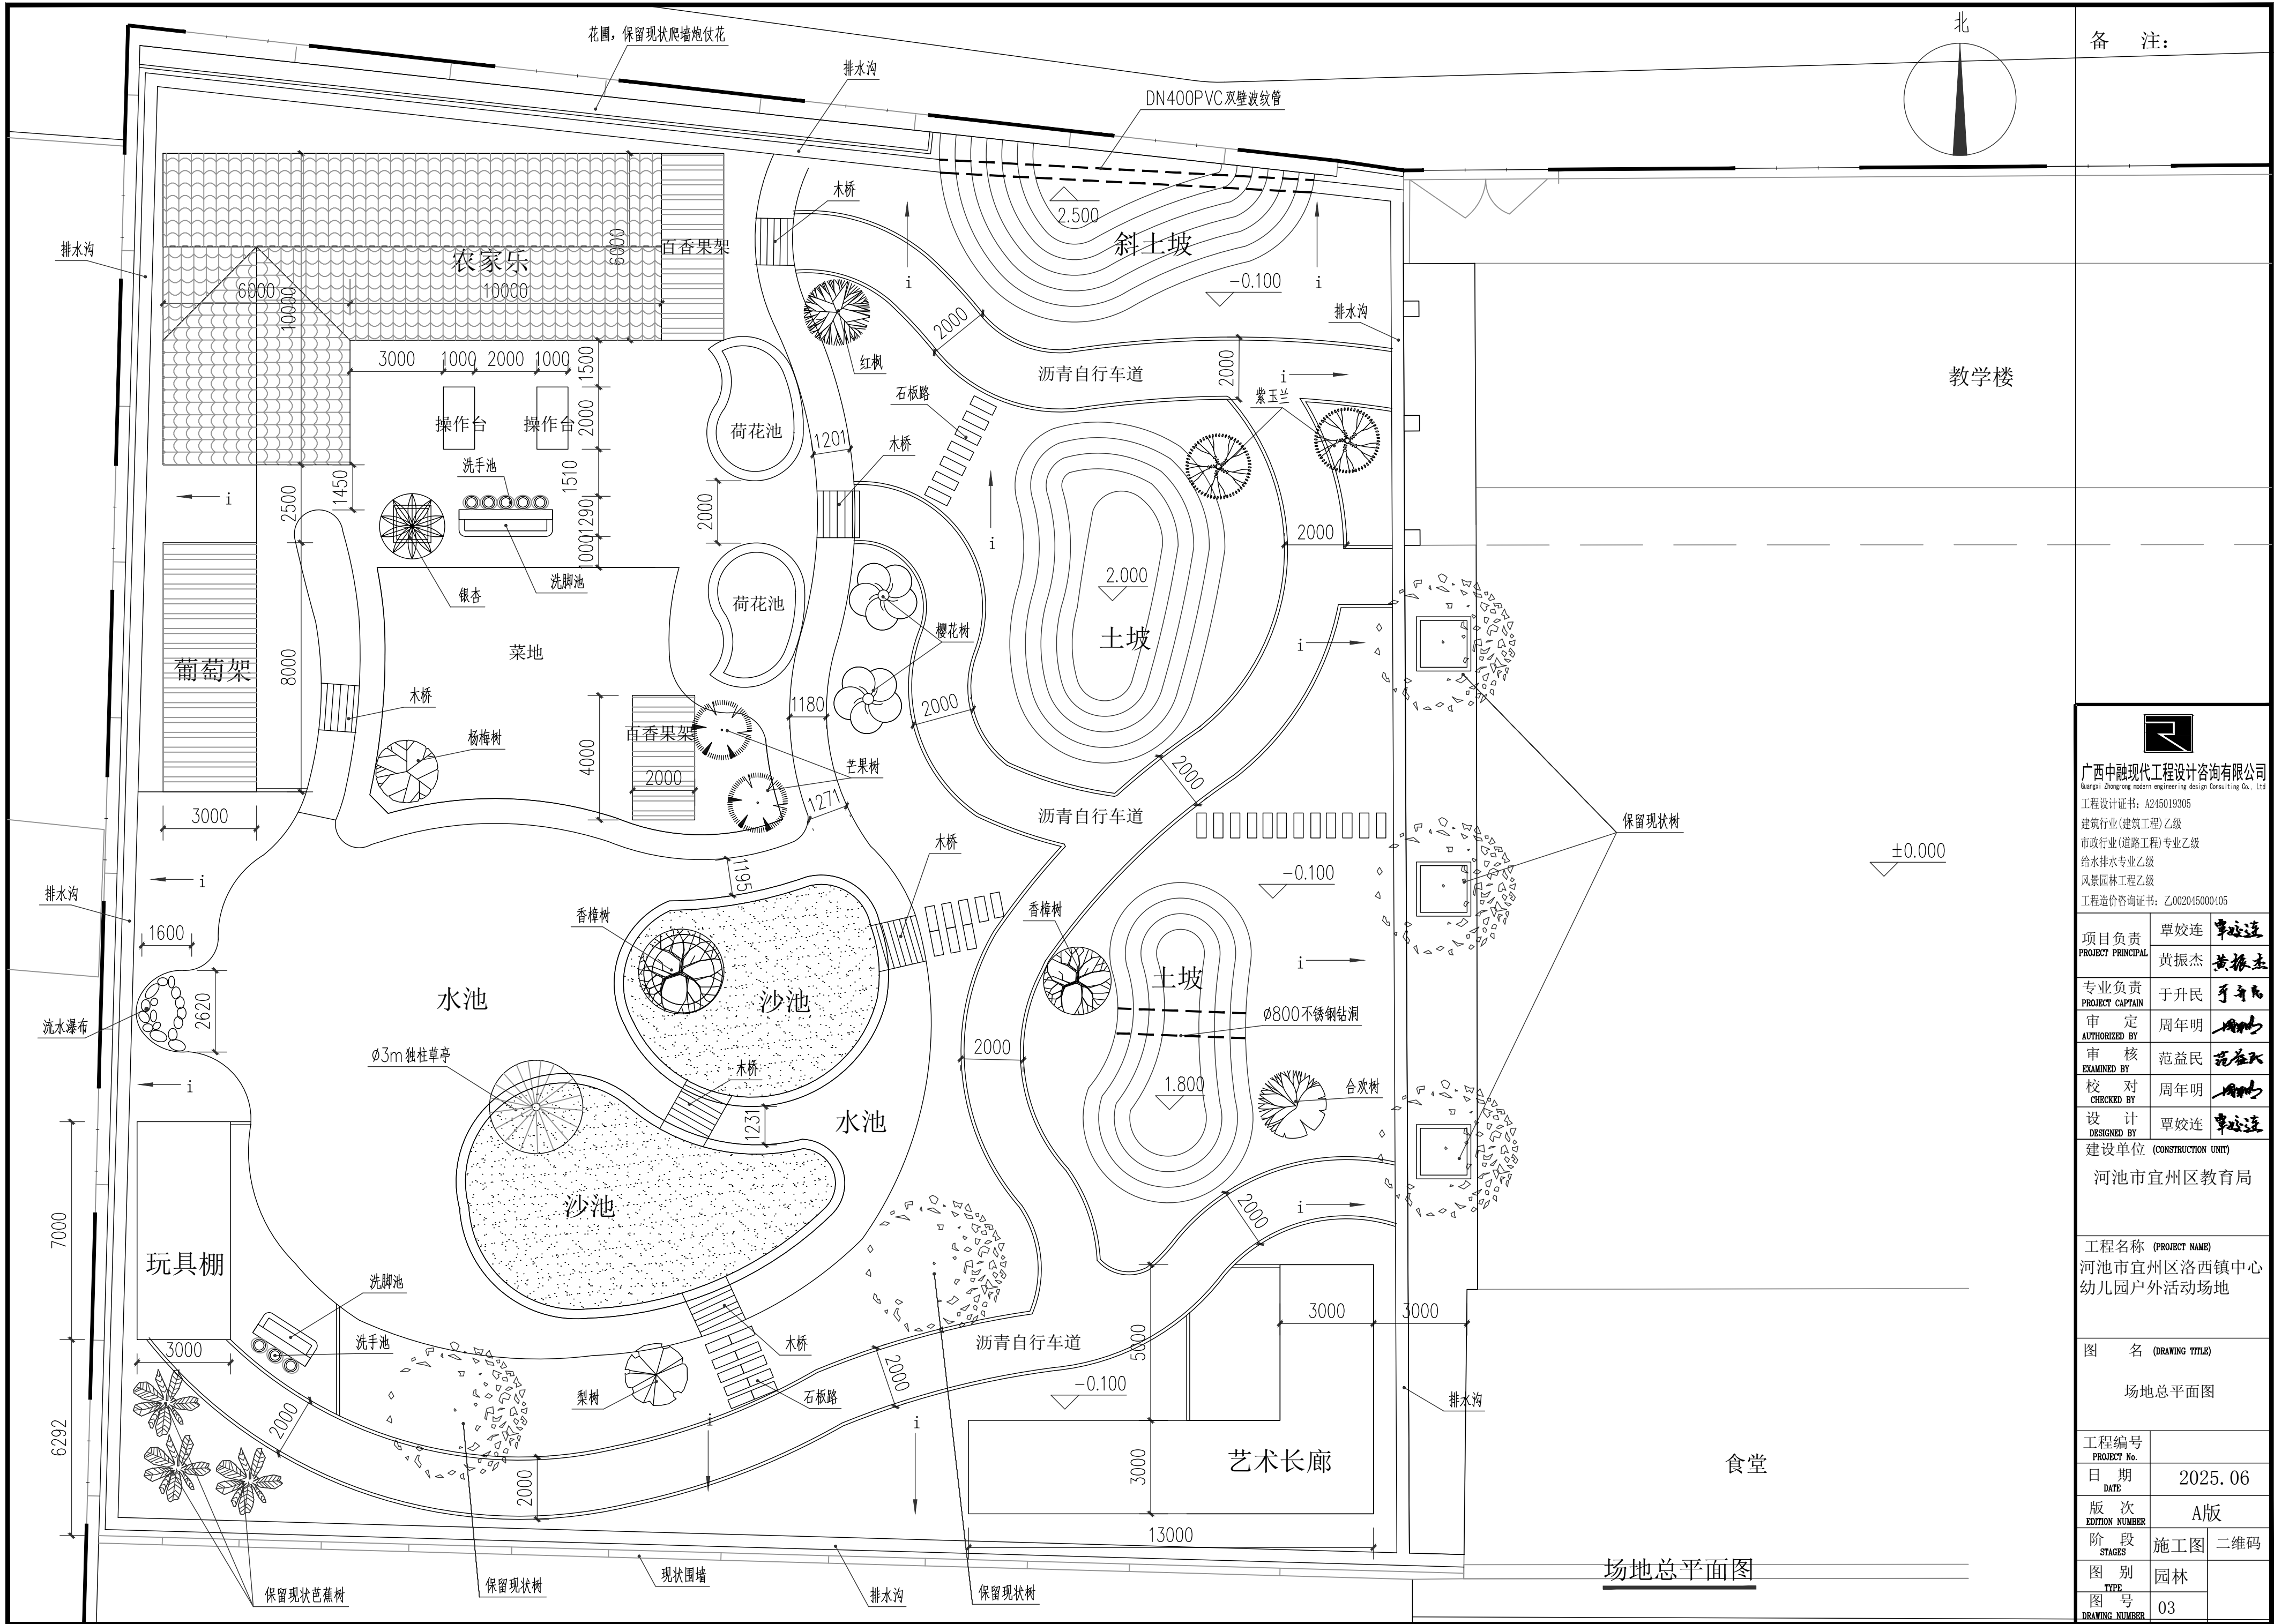 花圃，保留现状爬墙炮仗花
排水沟
DN400PVC双壁波纹管
北
备 注：
木桥
2.500
斜土坡
排水沟
农家乐
百香果架
6000
6000
10000
10000
i
i
-0.100
排水沟
红枫
2000
沥青自行车道
2000
i
教学楼
3000
1000
2000
1000
1500
石板路
紫玉兰
操作台
操作台
2000
荷花池
1201
木桥
洗手池
1510
i
1450
2500
2000
i
1290
1000
2000
银杏
洗脚池
荷花池
2.000
樱花树
土坡
i
菜地
葡萄架
8000
木桥
1180
2000
杨梅树
百香果架
4000
2000
芒果树
2000
1271
3000
沥青自行车道
保留现状树
木桥
±0.000
1195
-0.100
i
排水沟
香樟树
香樟树
1600
i
水池
沙池
土坡
2620
流水瀑布
∅800不锈钢钻洞
∅3m独柱草亭
2000
木桥
1.800
合欢树
i
1231
水池
沙池
2000
i
7000
玩具棚
洗脚池
3000
3000
洗手池
木桥
沥青自行车道
5000
3000
2000
-0.100
梨树
石板路
排水沟
2000
i
i
6292
2000
3000
艺术长廊
食堂
13000
场地总平面图
保留现状芭蕉树
保留现状树
现状围墙
排水沟
保留现状树
广西中融现代工程设计咨询有限公司
Guangxi Zhongrong modern engineering design Consulting Co., Ltd
工程设计证书：A245019305
建筑行业(建筑工程)乙级
市政行业(道路工程)专业乙级
给水排水专业乙级
风景园林工程乙级
工程造价咨询证书：乙002045000405
项目负责 覃姣连 覃姣连
PROJECT PRINCIPAL 黄振杰 黄振杰
专业负责 于升民 于升民
PROJECT CAPTAIN
审 定 周年明
AUTHORIZED BY
审 核 范益民 范益民
EXAMINED BY
校 对 周年明
CHECKED BY
设 计 覃姣连 覃姣连
DESIGNED BY
建设单位 (CONSTRUCTION UNIT)
河池市宜州区教育局
工程名称 (PROJECT NAME)
河池市宜州区洛西镇中心
幼儿园户外活动场地
图 名 (DRAWING TITLE)
场地总平面图
工程编号
PROJECT No.
日 期 2025.06
DATE
版 次 A版
EDITION NUMBER
阶 段 施工图 二维码
STAGES
图 别 园林
TYPE
图 号 03
DRAWING NUMBER